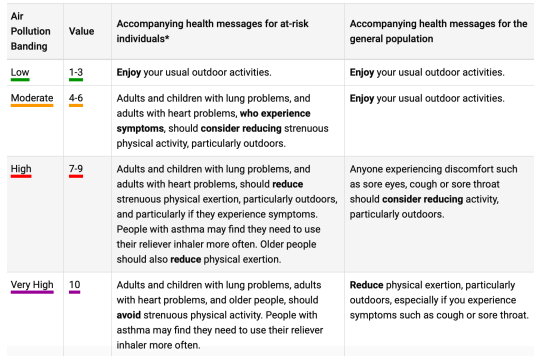 Air
Pollution
Banding
Value
Accompanying health messages for at-risk
individuals*
Accompanying health messages for the
general population
Low
1-3
Enjoy your usual outdoor activities.
Enjoy your usual outdoor activities.
Moderate
4-6
Adults and children with lung problems, and
adults with heart problems, who experience
symptoms, should consider reducing strenuous
physical activity, particularly outdoors.
Enjoy your usual outdoor activities.
High
7-9
Adults and children with lung problems, and
adults with heart problems, should reduce
strenuous physical exertion, particularly outdoors,
and particularly if they experience symptoms.
People with asthma may find they need to use
their reliever inhaler more often. Older people
should also reduce physical exertion.
Anyone experiencing discomfort such
as sore eyes, cough or sore throat
should consider reducing activity,
particularly outdoors.
Very High
10
Adults and children with lung problems, adults
with heart problems, and older people, should
avoid strenuous physical activity. People with
asthma may find they need to use their reliever
inhaler more often.
Reduce physical exertion, particularly
outdoors, especially if you experience
symptoms such as cough or sore throat.